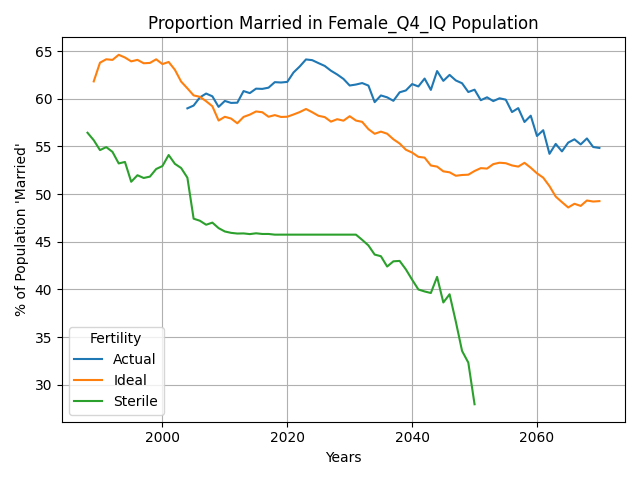 Proportion Married in Female_Q4_IQ Population
% of Population 'Married'
65
60
55
50
45
40
35
30
Fertility
Actual
Ideal
Sterile
2000
2020
2040
2060
Years